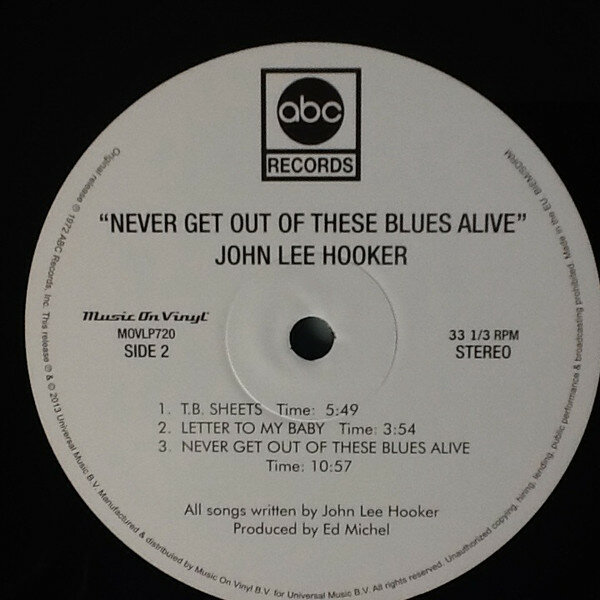 abc
RECORDS
"NEVER GET OUT OF THESE BLUES ALIVE"
JOHN LEE HOOKER
Music On Vinyl
MOVLP720
SIDE 2
33 1/3 RPM
STEREO
1. T.B. SHEETS Time: 5:49
2. LETTER TO MY BABY Time: 3:54
3. NEVER GET OUT OF THESE BLUES ALIVE
Time: 10:57
All songs written by John Lee Hooker
Produced by Ed Michel
Original release ℗ 1972 ABC Records, Inc. This release ℗ & © 2013 Universal Music B.V. Manufactured & distributed by Music On Vinyl B.V. for Universal Music B.V. All rights reserved. Unauthorized copying, hiring, lending, public performance & broadcasting prohibited. Made in the EU. BIEM/SDRM